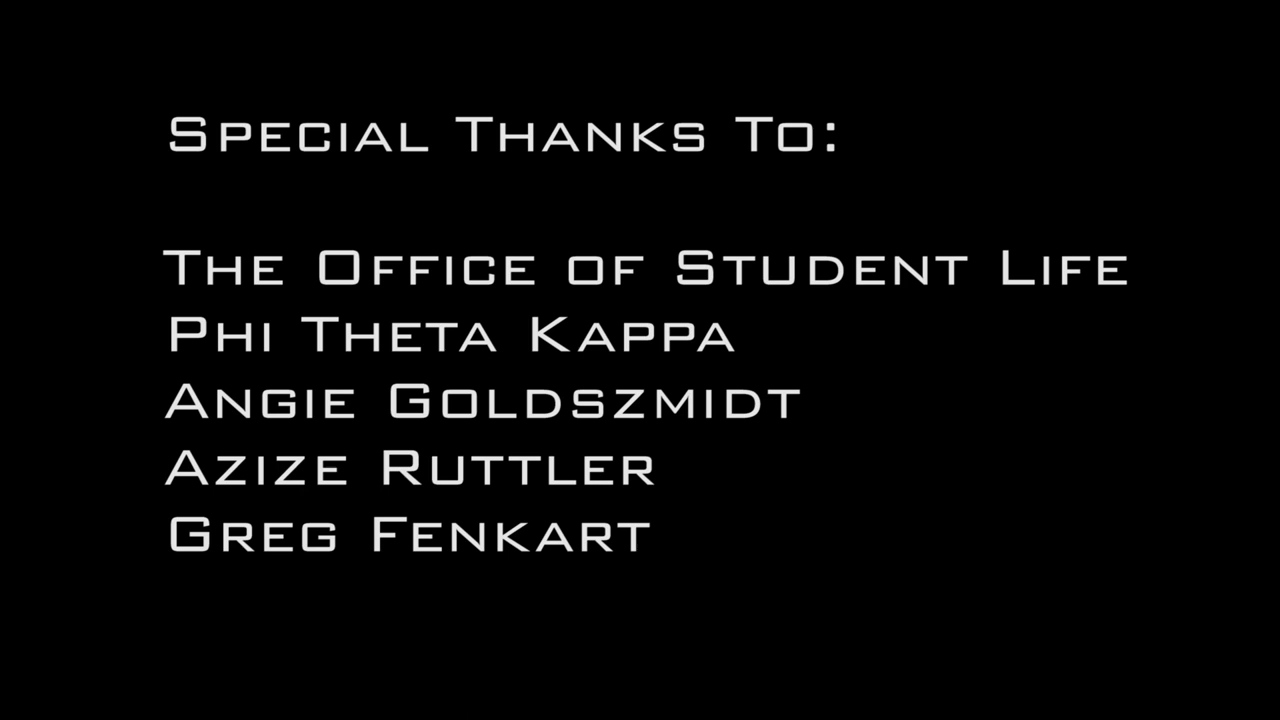 Special Thanks To:
The Office of Student Life
Phi Theta Kappa
Angie Goldszmidt
Azize Ruttler
Greg Fenkart